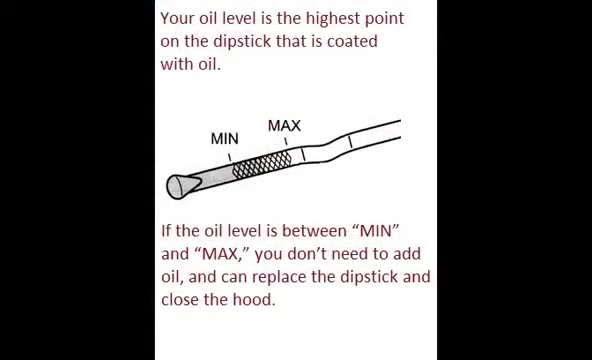 Your oil level is the highest point
on the dipstick that is coated
with oil.
MIN
MAX
If the oil level is between “MIN”
and “MAX,” you don’t need to add
oil, and can replace the dipstick and
close the hood.